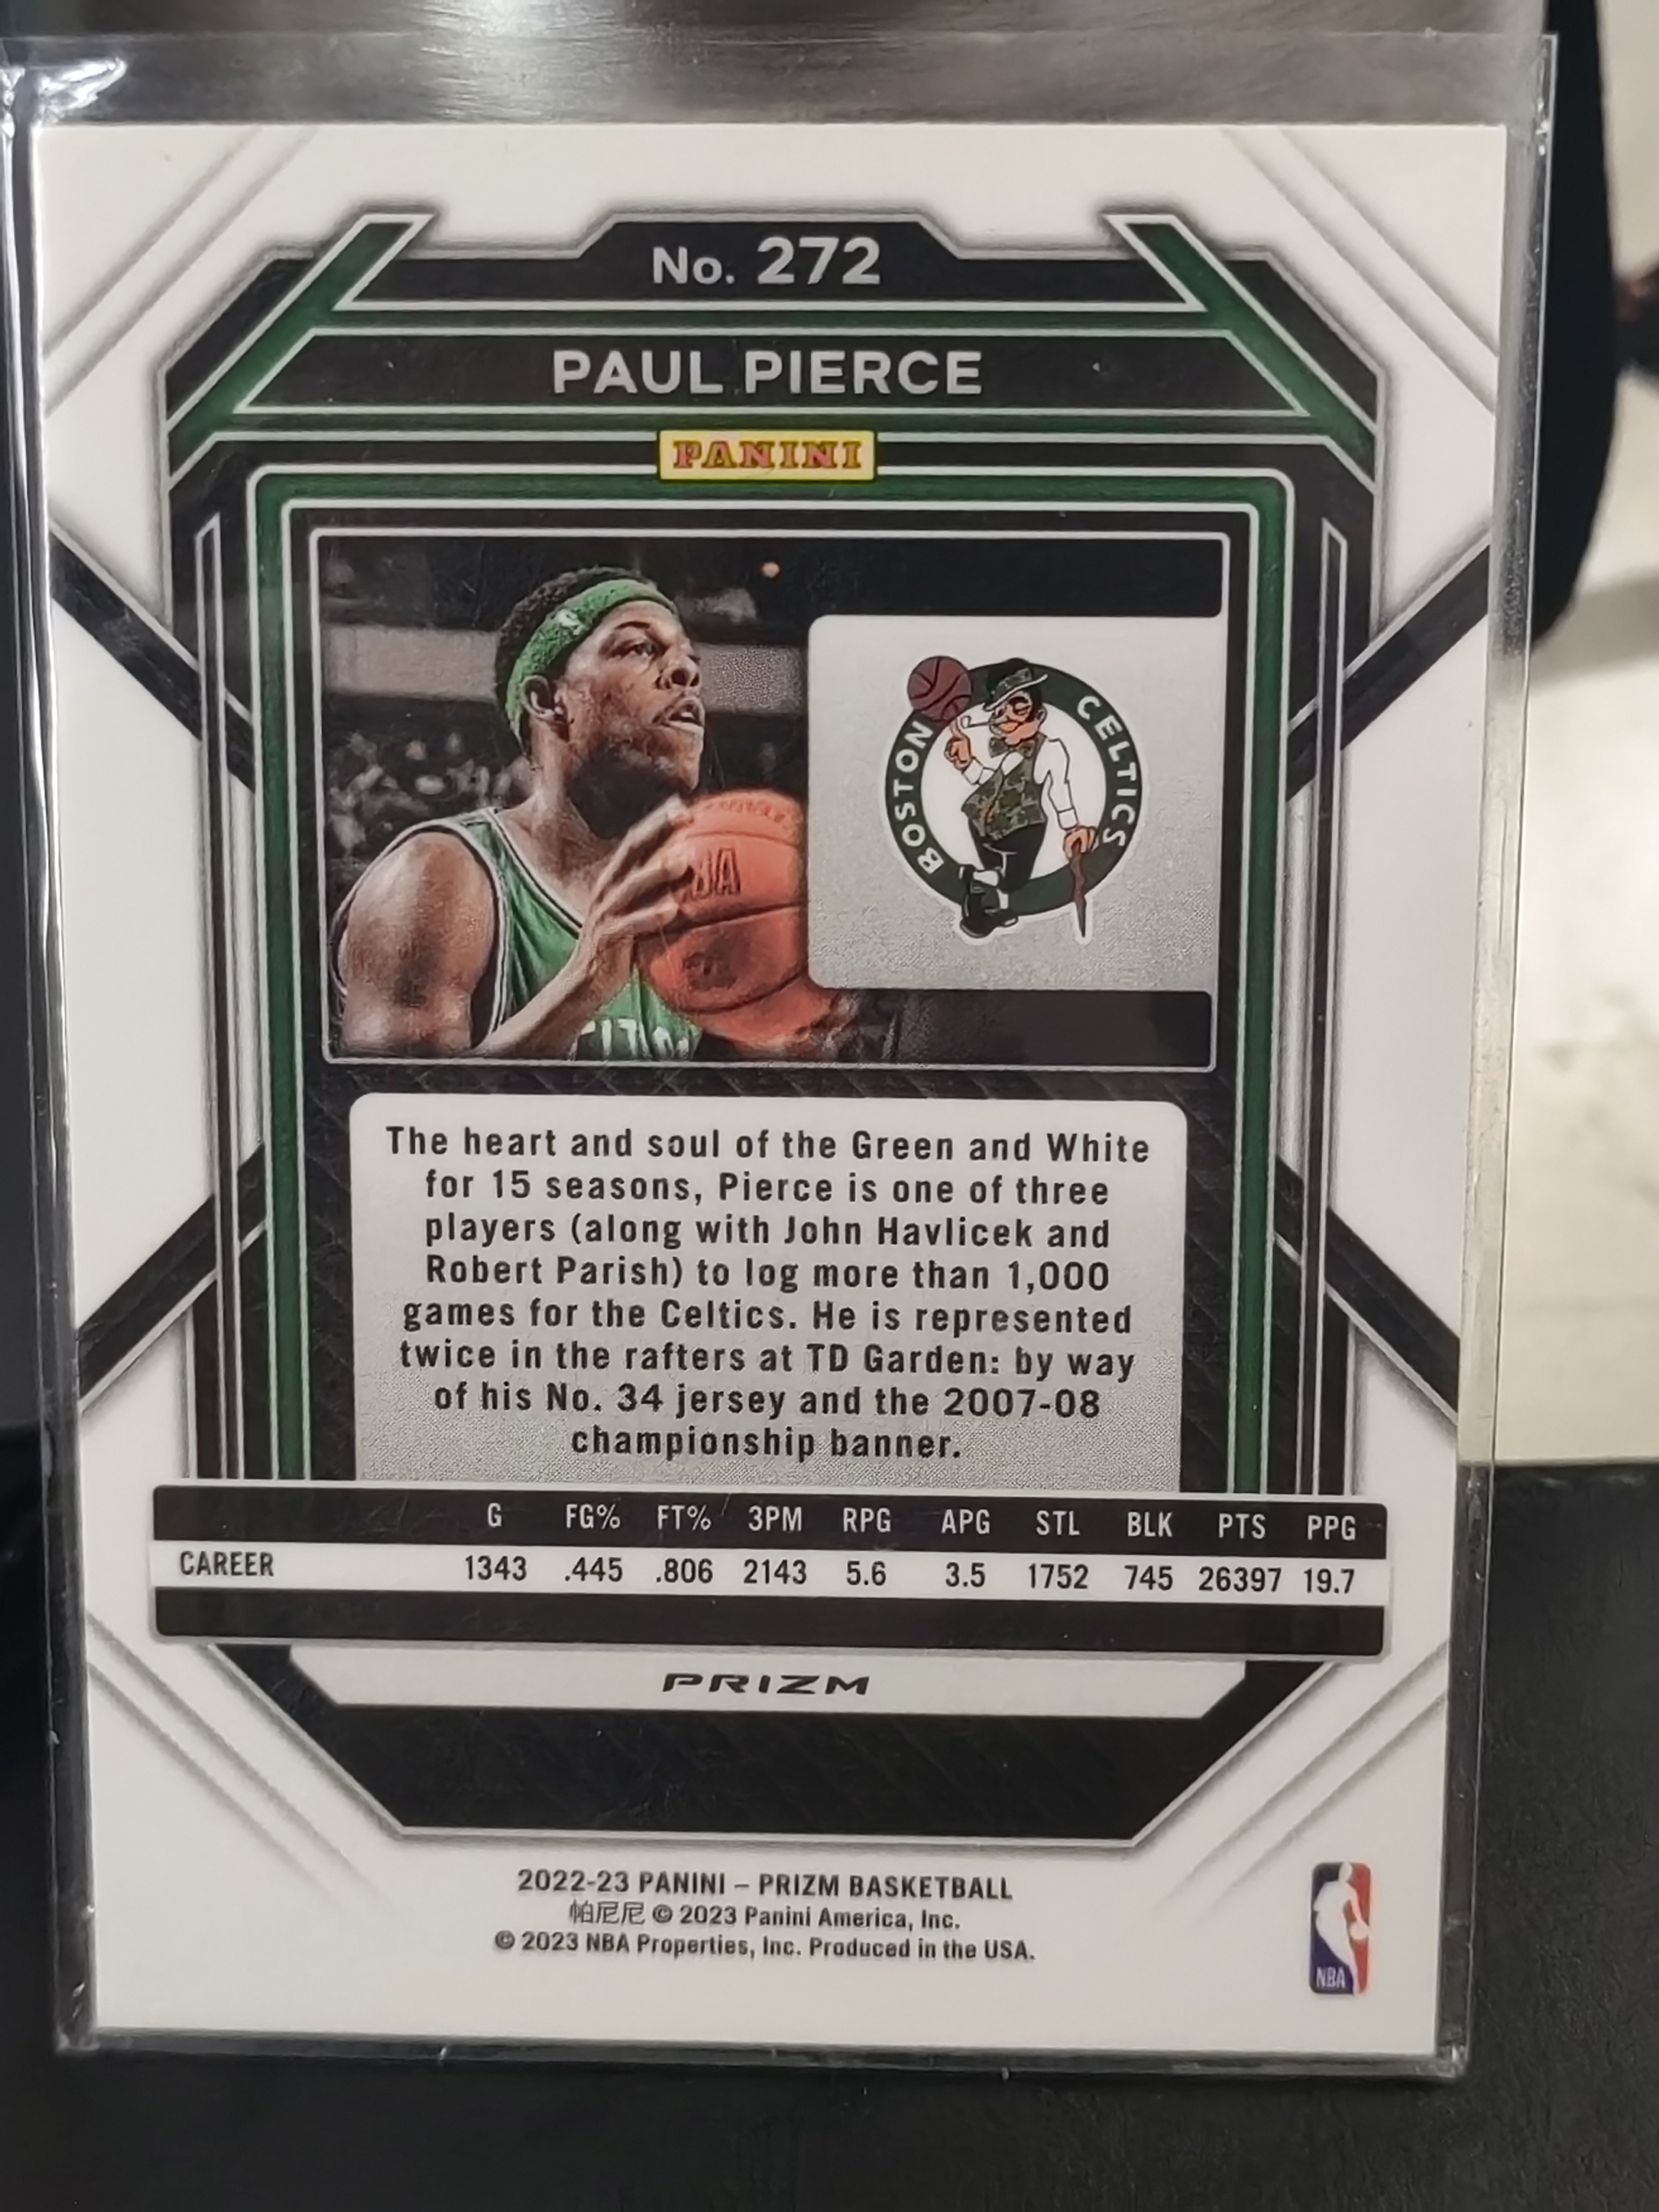 No. 272
PAUL PIERCE
PANINI
BOSTON CELTICS
The heart and soul of the Green and White
for 15 seasons, Pierce is one of three
players (along with John Havlicek and
Robert Parish) to log more than 1,000
games for the Celtics. He is represented
twice in the rafters at TD Garden: by way
of his No. 34 jersey and the 2007-08
championship banner.
G FG% FT% 3PM RPG APG STL BLK PTS PPG
CAREER 1343 .445 .806 2143 5.6 3.5 1752 745 26397 19.7
PRIZM
2022-23 PANINI – PRIZM BASKETBALL
帕尼尼 © 2023 Panini America, Inc.
© 2023 NBA Properties, Inc. Produced in the USA.
NBA